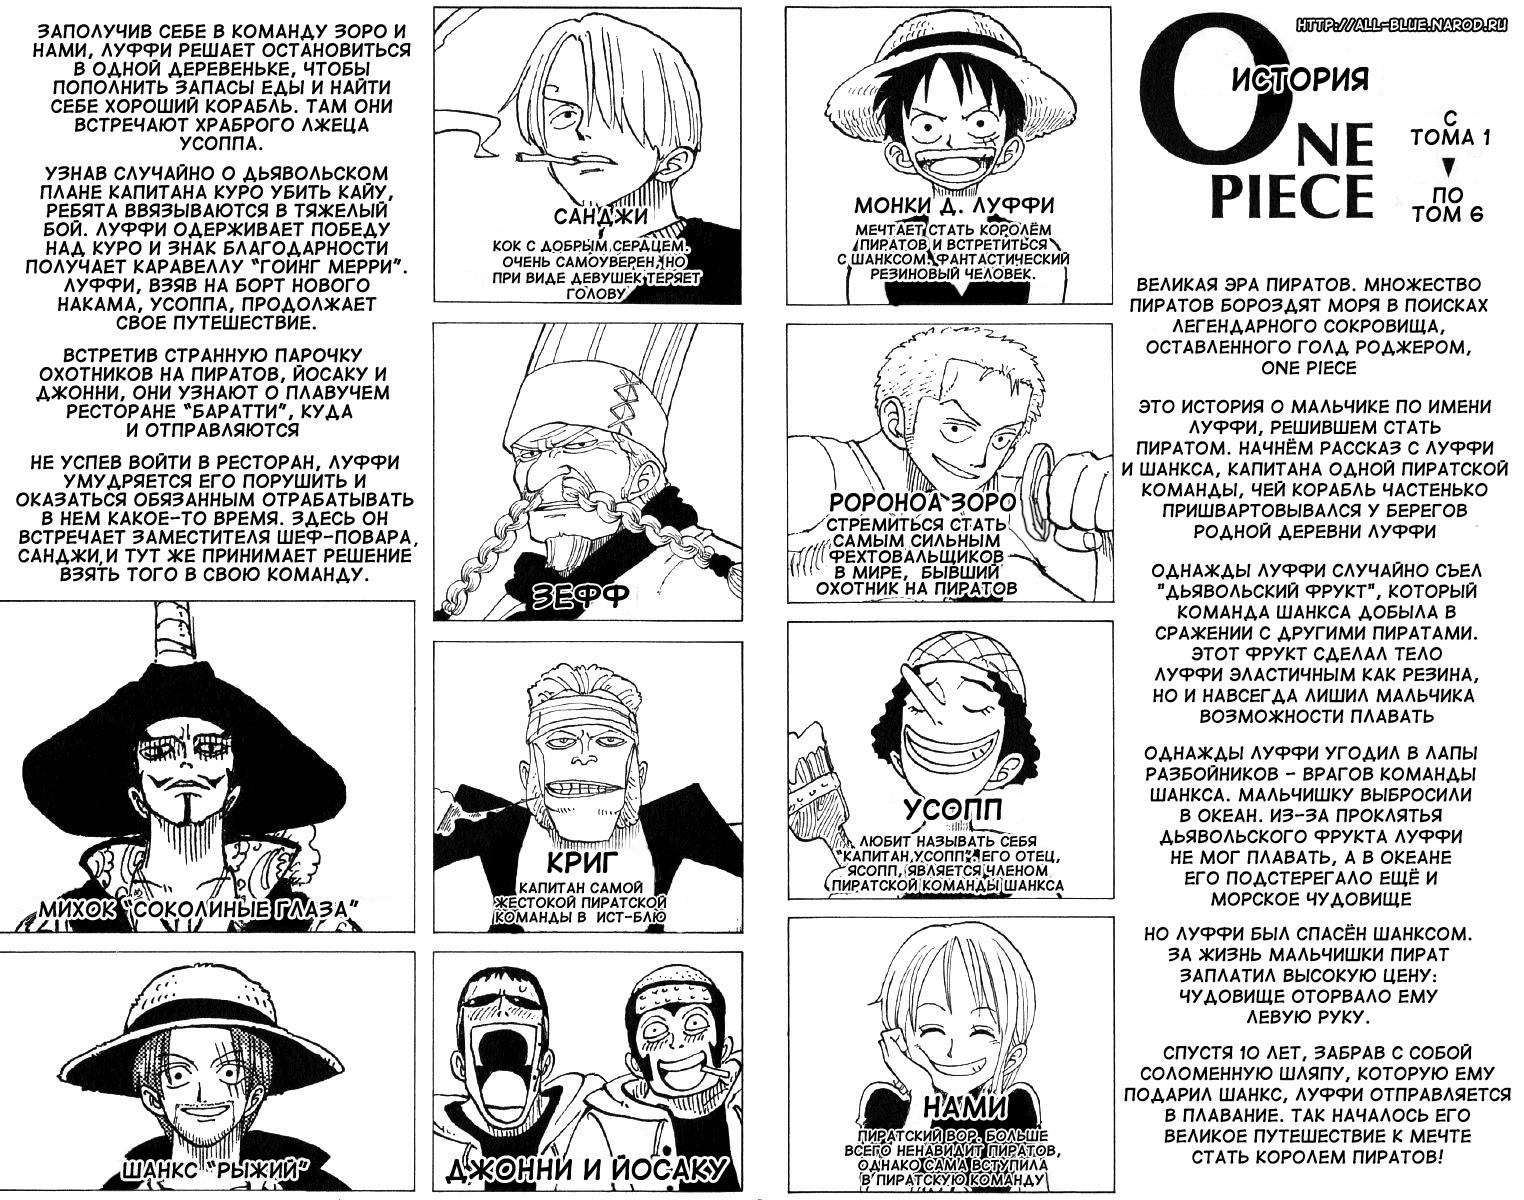 HTTP://ALL-BLUE.NAROD.RU
ИСТОРИЯ
ONE
PIECE
С
ТОМА 1
ПО
ТОМ 6
ВЕЛИКАЯ ЭРА ПИРАТОВ. МНОЖЕСТВО
ПИРАТОВ БОРОЗДЯТ МОРЯ В ПОИСКАХ
ЛЕГЕНДАРНОГО СОКРОВИЩА,
ОСТАВЛЕННОГО ГОЛД РОДЖЕРОМ,
ONE PIECE
ЭТО ИСТОРИЯ О МАЛЬЧИКЕ ПО ИМЕНИ
ЛУФФИ, РЕШИВШЕМ СТАТЬ
ПИРАТОМ. НАЧНЁМ РАССКАЗ С ЛУФФИ
И ШАНКСА, КАПИТАНА ОДНОЙ ПИРАТСКОЙ
КОМАНДЫ, ЧЕЙ КОРАБЛЬ ЧАСТЕНЬКО
ПРИШВАРТОВЫВАЛСЯ У БЕРЕГОВ
РОДНОЙ ДЕРЕВНИ ЛУФФИ
ОДНАЖДЫ ЛУФФИ СЛУЧАЙНО СЪЕЛ
"ДЬЯВОЛЬСКИЙ ФРУКТ", КОТОРЫЙ
КОМАНДА ШАНКСА ДОБЫЛА В
СРАЖЕНИИ С ДРУГИМИ ПИРАТАМИ.
ЭТОТ ФРУКТ СДЕЛАЛ ТЕЛО
ЛУФФИ ЭЛАСТИЧНЫМ КАК РЕЗИНА,
НО И НАВСЕГДА ЛИШИЛ МАЛЬЧИКА
ВОЗМОЖНОСТИ ПЛАВАТЬ
ОДНАЖДЫ ЛУФФИ УГОДИЛ В ЛАПЫ
РАЗБОЙНИКОВ - ВРАГОВ КОМАНДЫ
ШАНКСА. МАЛЬЧИШКУ ВЫБРОСИЛИ
В ОКЕАН. ИЗ-ЗА ПРОКЛЯТЬЯ
ДЬЯВОЛЬСКОГО ФРУКТА ЛУФФИ
НЕ МОГ ПЛАВАТЬ, А В ОКЕАНЕ
ЕГО ПОДСТЕРЕГАЛО ЕЩЁ И
МОРСКОЕ ЧУДОВИЩЕ
НО ЛУФФИ БЫЛ СПАСЁН ШАНКСОМ.
ЗА ЖИЗНЬ МАЛЬЧИШКИ ПИРАТ
ЗАПЛАТИЛ ВЫСОКУЮ ЦЕНУ:
ЧУДОВИЩЕ ОТОРВАЛО ЕМУ
ЛЕВУЮ РУКУ.
СПУСТЯ 10 ЛЕТ, ЗАБРАВ С СОБОЙ
СОЛОМЕННУЮ ШЛЯПУ, КОТОРУЮ ЕМУ
ПОДАРИЛ ШАНКС, ЛУФФИ ОТПРАВЛЯЕТСЯ
В ПЛАВАНИЕ. ТАК НАЧАЛОСЬ ЕГО
ВЕЛИКОЕ ПУТЕШЕСТВИЕ К МЕЧТЕ
СТАТЬ КОРОЛЕМ ПИРАТОВ!
МОНКИ Д. ЛУФФИ
МЕЧТАЕТ СТАТЬ КОРОЛЁМ
ПИРАТОВ И ВСТРЕТИТЬСЯ
С ШАНКСОМ. ФАНТАСТИЧЕСКИЙ
РЕЗИНОВЫЙ ЧЕЛОВЕК.
РОРОНОА ЗОРО
СТРЕМИТЬСЯ СТАТЬ
САМЫМ СИЛЬНЫМ
ФЕХТОВАЛЬЩИКОВ
В МИРЕ, БЫВШИЙ
ОХОТНИК НА ПИРАТОВ
УСОПП
ЛЮБИТ НАЗЫВАТЬ СЕБЯ
"КАПИТАН УСОПП". ЕГО ОТЕЦ,
ЯСОПП, ЯВЛЯЕТСЯ ЧЛЕНОМ
ПИРАТСКОЙ КОМАНДЫ ШАНКСА
НАМИ
ПИРАТСКИЙ ВОР. БОЛЬШЕ
ВСЕГО НЕНАВИДИТ ПИРАТОВ,
ОДНАКО САМА ВСТУПИЛА
В ПИРАТСКУЮ КОМАНДУ
САНДЖИ
КОК С ДОБРЫМ СЕРДЦЕМ.
ОЧЕНЬ САМОУВЕРЕН, НО
ПРИ ВИДЕ ДЕВУШЕК ТЕРЯЕТ
ГОЛОВУ
ЗЕФФ
КРИГ
КАПИТАН САМОЙ
ЖЕСТОКОЙ ПИРАТСКОЙ
КОМАНДЫ В ИСТ-БЛЮ
ДЖОННИ И ЙОСАКУ
ЗАПОЛУЧИВ СЕБЕ В КОМАНДУ ЗОРО И
НАМИ, ЛУФФИ РЕШАЕТ ОСТАНОВИТЬСЯ
В ОДНОЙ ДЕРЕВЕНЬКЕ, ЧТОБЫ
ПОПОЛНИТЬ ЗАПАСЫ ЕДЫ И НАЙТИ
СЕБЕ ХОРОШИЙ КОРАБЛЬ. ТАМ ОНИ
ВСТРЕЧАЮТ ХРАБРОГО ЛЖЕЦА
УСОППА.
УЗНАВ СЛУЧАЙНО О ДЬЯВОЛЬСКОМ
ПЛАНЕ КАПИТАНА КУРО УБИТЬ КАЙУ,
РЕБЯТА ВВЯЗЫВАЮТСЯ В ТЯЖЕЛЫЙ
БОЙ. ЛУФФИ ОДЕРЖИВАЕТ ПОБЕДУ
НАД КУРО И ЗНАК БЛАГОДАРНОСТИ
ПОЛУЧАЕТ КАРАВЕЛЛУ "ГОИНГ МЕРРИ".
ЛУФФИ, ВЗЯВ НА БОРТ НОВОГО
НАКАМА, УСОППА, ПРОДОЛЖАЕТ
СВОЕ ПУТЕШЕСТВИЕ.
ВСТРЕТИВ СТРАННУЮ ПАРОЧКУ
ОХОТНИКОВ НА ПИРАТОВ, ЙОСАКУ И
ДЖОННИ, ОНИ УЗНАЮТ О ПЛАВУЧЕМ
РЕСТОРАНЕ "БАРАТТИ", КУДА
И ОТПРАВЛЯЮТСЯ
НЕ УСПЕВ ВОЙТИ В РЕСТОРАН, ЛУФФИ
УМУДРЯЕТСЯ ЕГО ПОРУШИТЬ И
ОКАЗАТЬСЯ ОБЯЗАННЫМ ОТРАБАТЫВАТЬ
В НЕМ КАКОЕ-ТО ВРЕМЯ. ЗДЕСЬ ОН
ВСТРЕЧАЕТ ЗАМЕСТИТЕЛЯ ШЕФ-ПОВАРА,
САНДЖИ,И ТУТ ЖЕ ПРИНИМАЕТ РЕШЕНИЕ
ВЗЯТЬ ТОГО В СВОЮ КОМАНДУ.
МИХОК "СОКОЛИНЫЕ ГЛАЗА"
ШАНКС "РЫЖИЙ"